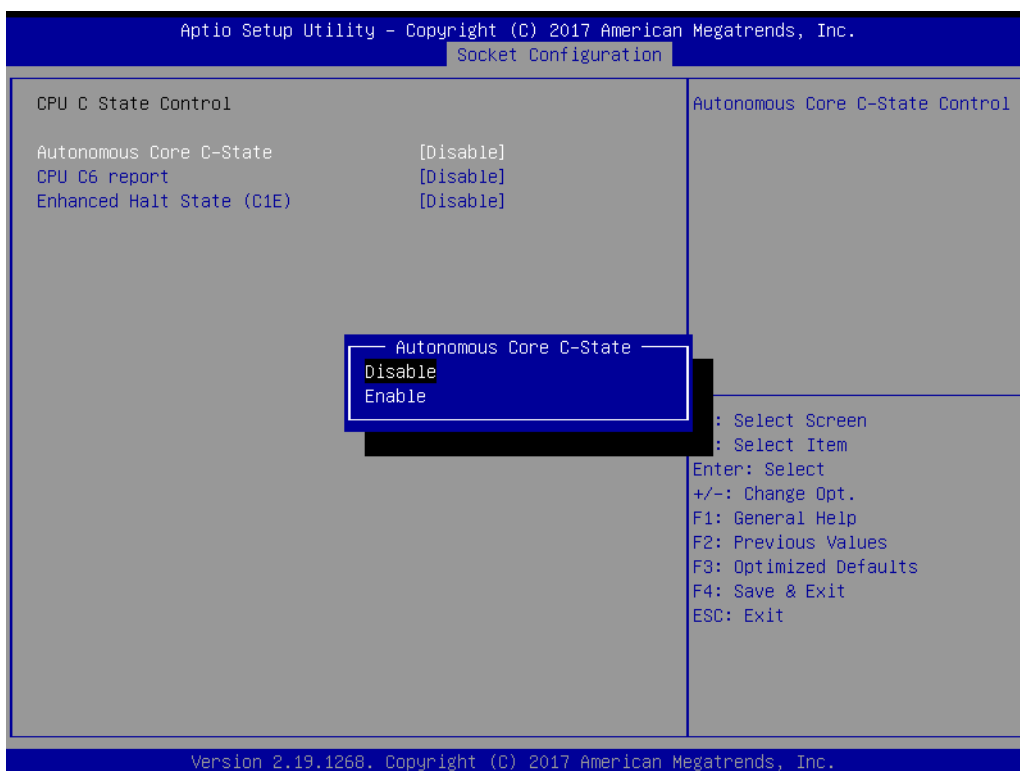 Aptio Setup Utility – Copyright (C) 2017 American Megatrends, Inc.
Socket Configuration
CPU C State Control
Autonomous Core C-State [Disable]
CPU C6 report [Disable]
Enhanced Halt State (C1E) [Disable]
Autonomous Core C-State Control
Autonomous Core C-State
Disable
Enable
: Select Screen
: Select Item
Enter: Select
+/-: Change Opt.
F1: General Help
F2: Previous Values
F3: Optimized Defaults
F4: Save & Exit
ESC: Exit
Version 2.19.1268. Copyright (C) 2017 American Megatrends, Inc.